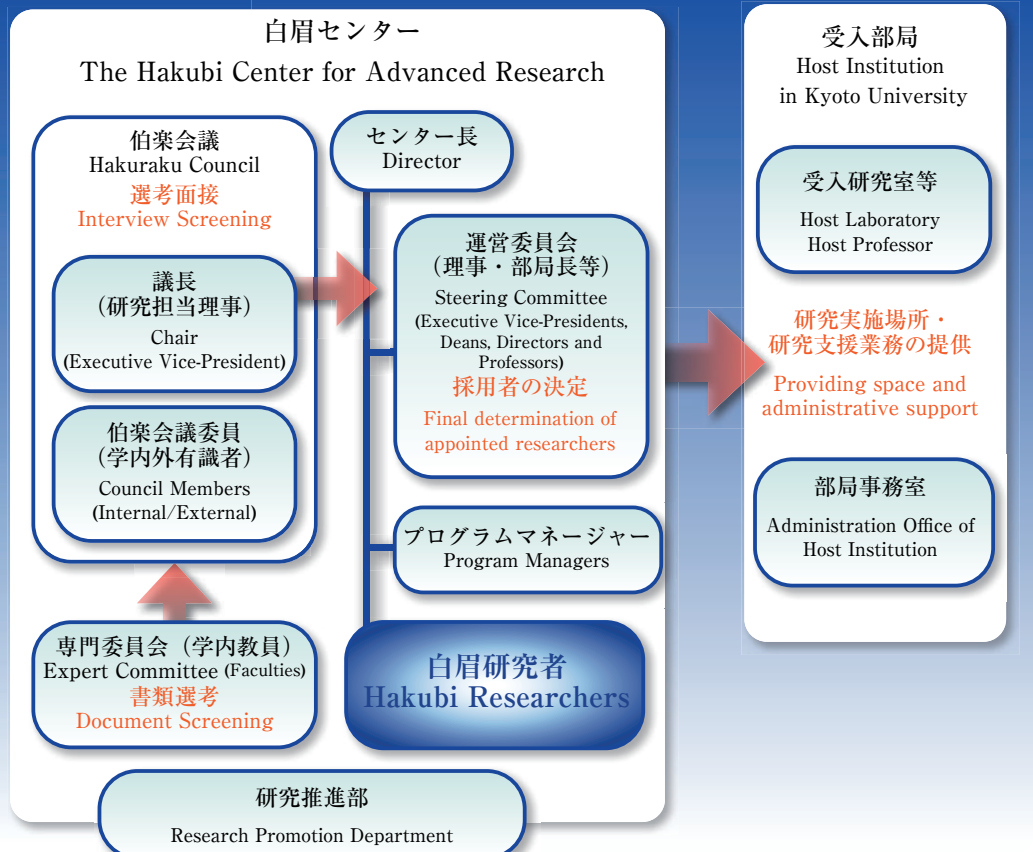 白眉センター
The Hakubi Center for Advanced Research
伯楽会議
Hakuraku Council
選考面接
Interview Screening
議長
（研究担当理事）
Chair
(Executive Vice-President)
伯楽会議委員
（学内外有識者）
Council Members
(Internal/External)
専門委員会（学内教員）
Expert Committee (Faculties)
書類選考
Document Screening
センター長
Director
運営委員会
（理事・部局長等）
Steering Committee
(Executive Vice-Presidents,
Deans, Directors and
Professors)
採用者の決定
Final determination of
appointed researchers
プログラムマネージャー
Program Managers
白眉研究者
Hakubi Researchers
研究推進部
Research Promotion Department
受入部局
Host Institution
in Kyoto University
受入研究室等
Host Laboratory
Host Professor
研究実施場所・
研究支援業務の提供
Providing space and
administrative support
部局事務室
Administration Office of
Host Institution